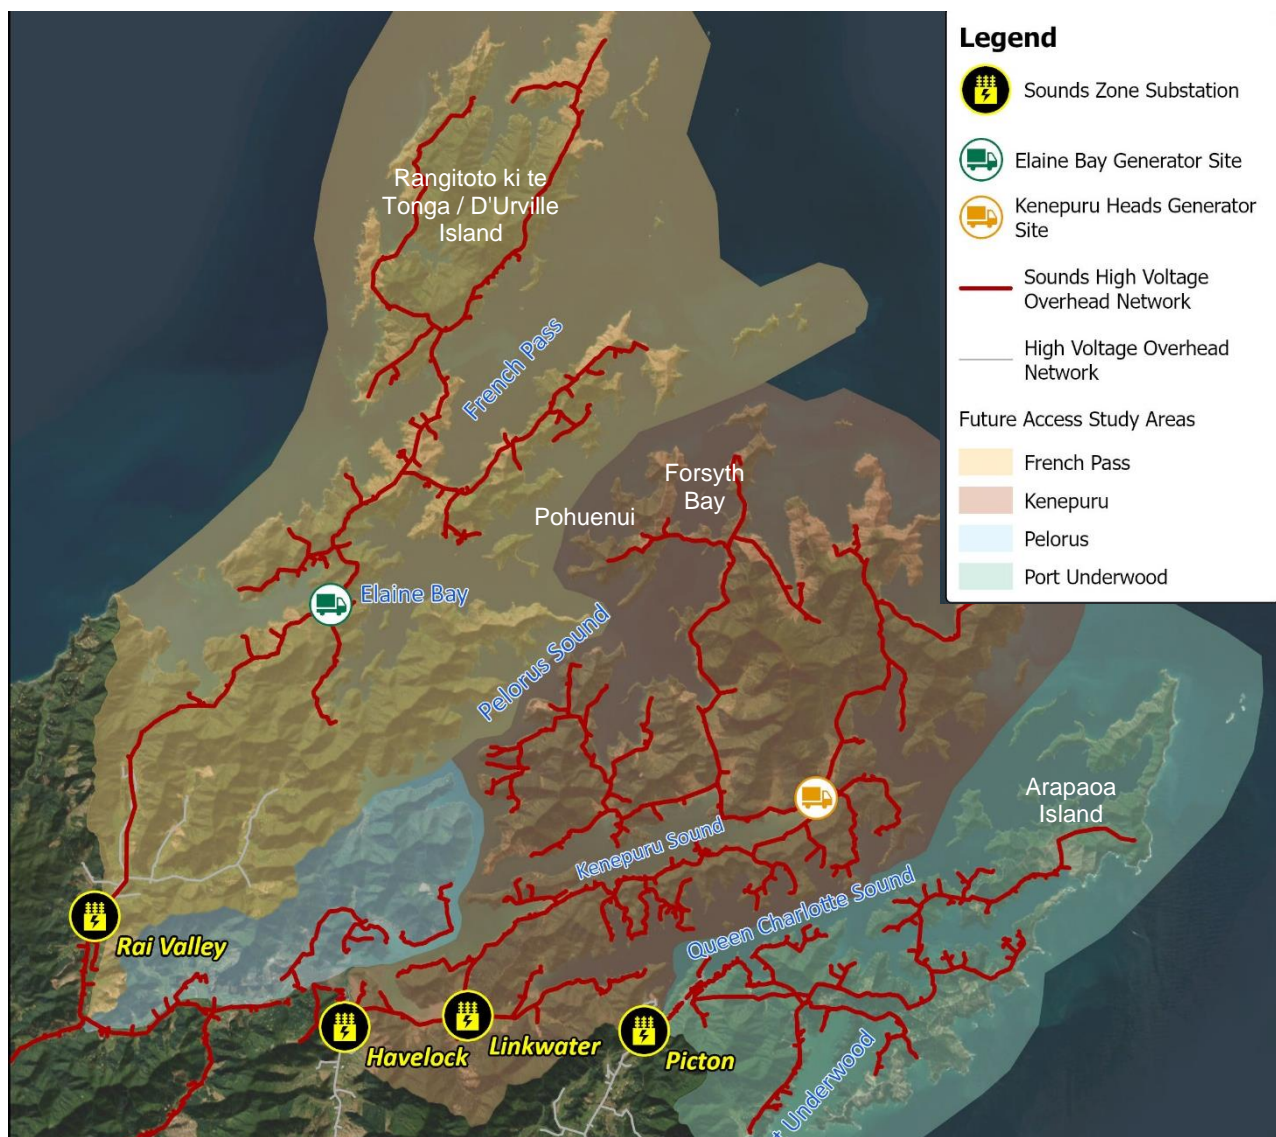 Legend
Sounds Zone Substation
Elaine Bay Generator Site
Kenepuru Heads Generator
Site
Sounds High Voltage
Overhead Network
High Voltage Overhead
Network
Future Access Study Areas
French Pass
Kenepuru
Pelorus
Port Underwood
Rangitoto ki te
Tonga / D'Urville
Island
French Pass
Forsyth
Bay
Pohuenui
Elaine Bay
Pelorus Sound
Arapaoa
Island
Kenepuru Sound
Queen Charlotte Sound
Rai Valley
Havelock
Linkwater
Picton
t Underwood